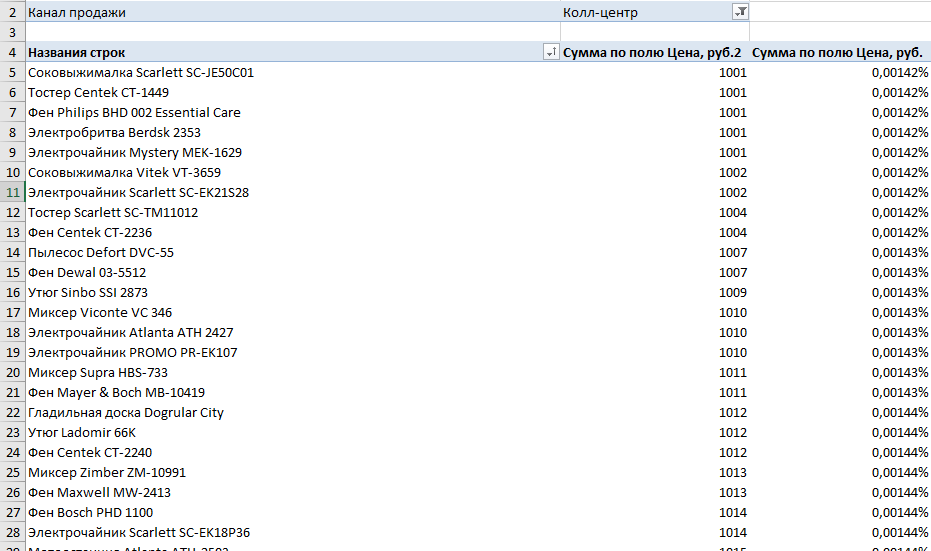 2 Канал продажи Колл-центр
3
4 Названия строк Сумма по полю Цена, руб.2 Сумма по полю Цена, руб.
5 Соковыжималка Scarlett SC-JE50C01 1001 0,00142%
6 Тостер Centek CT-1449 1001 0,00142%
7 Фен Philips BHD 002 Essential Care 1001 0,00142%
8 Электробритва Berdsk 2353 1001 0,00142%
9 Электрочайник Mystery MEK-1629 1001 0,00142%
10 Соковыжималка Vitek VT-3659 1002 0,00142%
11 Электрочайник Scarlett SC-EK21S28 1002 0,00142%
12 Тостер Scarlett SC-TM11012 1004 0,00142%
13 Фен Centek CT-2236 1004 0,00142%
14 Пылесос Defort DVC-55 1007 0,00143%
15 Фен Dewal 03-5512 1007 0,00143%
16 Утюг Sinbo SSI 2873 1009 0,00143%
17 Миксер Viconte VC 346 1010 0,00143%
18 Электрочайник Atlanta ATH 2427 1010 0,00143%
19 Электрочайник PROMO PR-EK107 1010 0,00143%
20 Миксер Supra HBS-733 1011 0,00143%
21 Фен Mayer & Boch MB-10419 1011 0,00143%
22 Гладильная доска Dogrular City 1012 0,00144%
23 Утюг Ladomir 66K 1012 0,00144%
24 Фен Centek CT-2240 1012 0,00144%
25 Миксер Zimber ZM-10991 1013 0,00144%
26 Фен Maxwell MW-2413 1013 0,00144%
27 Фен Bosch PHD 1100 1014 0,00144%
28 Электрочайник Scarlett SC-EK18P36 1014 0,00144%